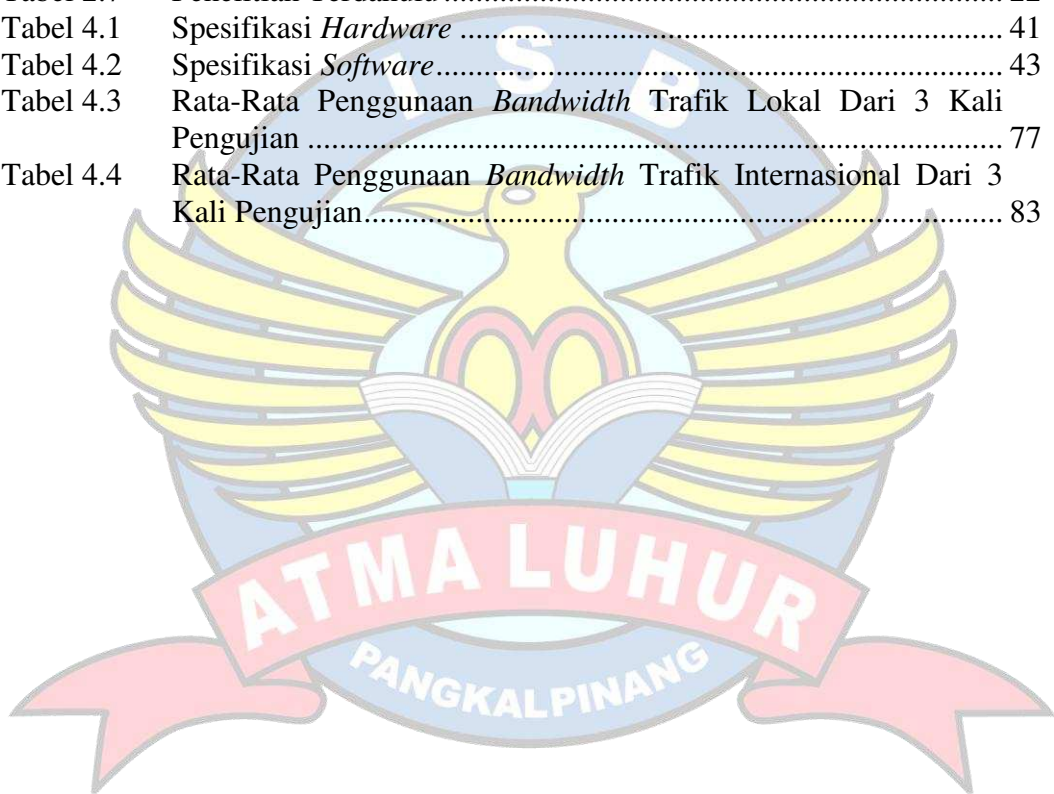 Tabel 4.1 Spesifikasi Hardware ................................................................................ 41
Tabel 4.2 Spesifikasi Software................................................................................... 43
Tabel 4.3 Rata-Rata Penggunaan Bandwidth Trafik Lokal Dari 3 Kali
Pengujian ...................................................................................................... 77
Tabel 4.4 Rata-Rata Penggunaan Bandwidth Trafik Internasional Dari 3
Kali Pengujian.............................................................................................. 83
I S B
ATMA LUHUR
PANGKALPINANG